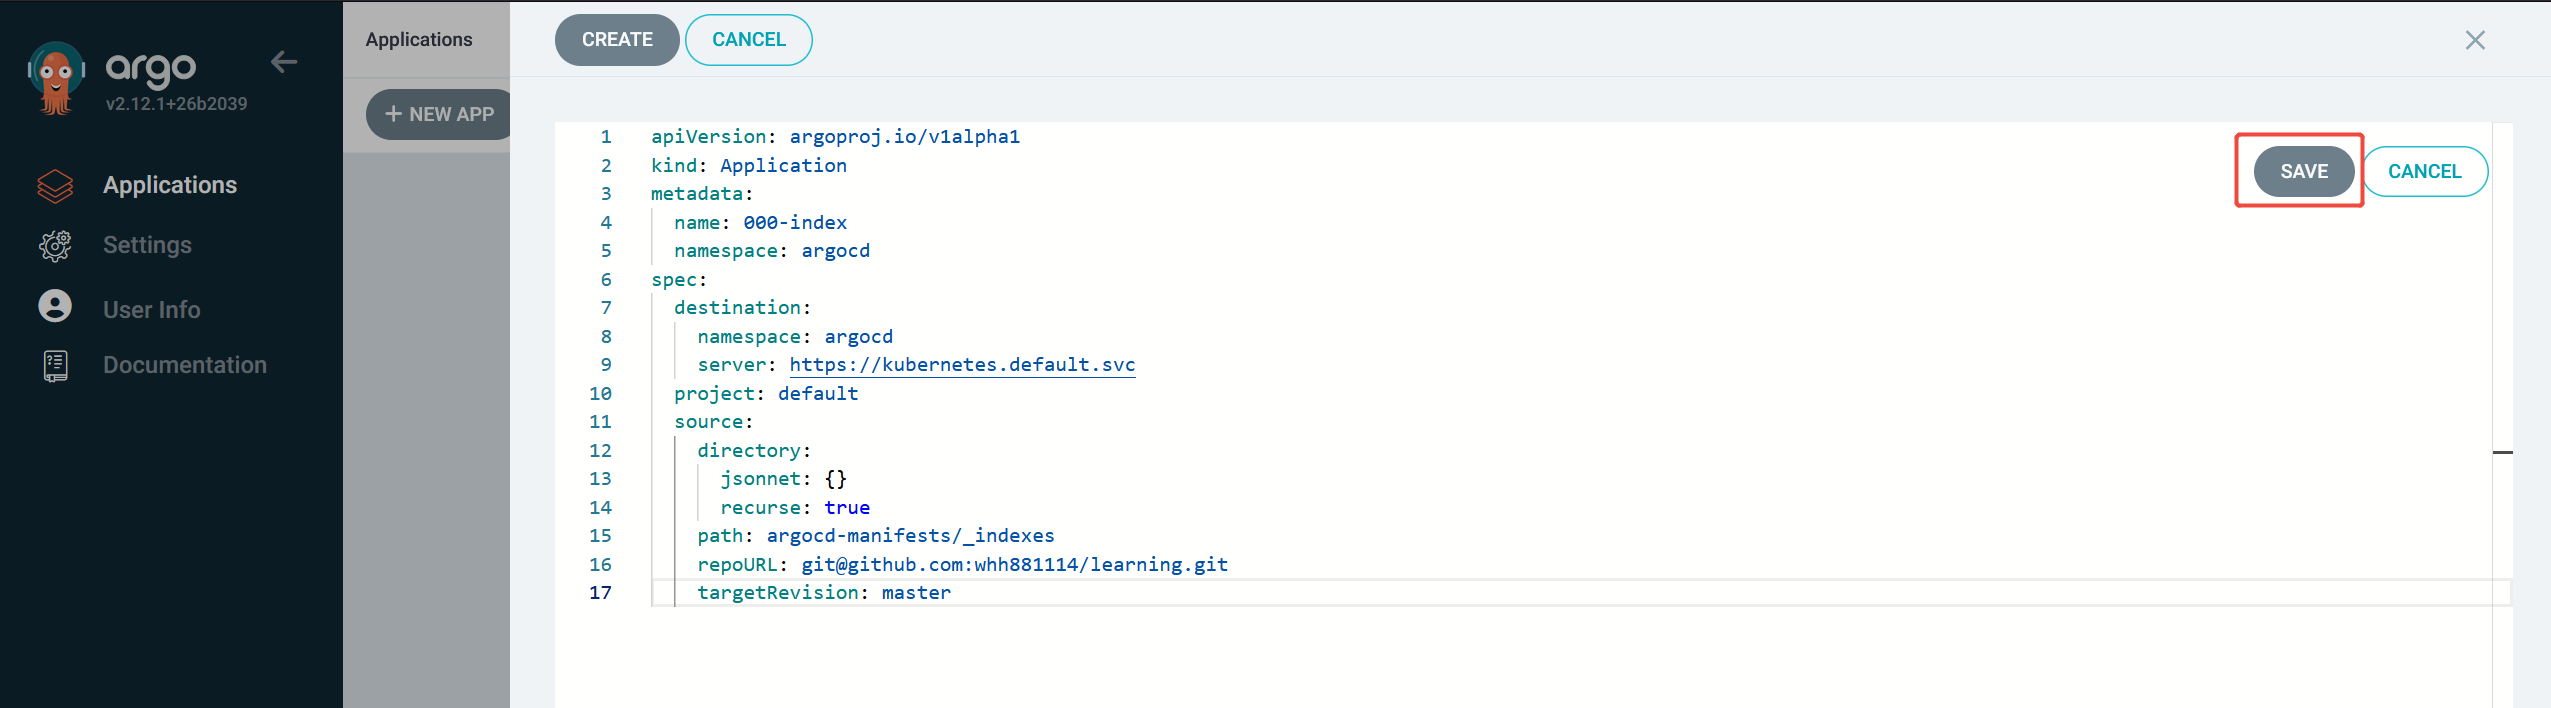 argo
v2.12.1+26b2039
Applications
Settings
User Info
Documentation
Applications
+ NEW APP
CREATE CANCEL
SAVE CANCEL
1 apiVersion: argoproj.io/v1alpha1
2 kind: Application
3 metadata:
4   name: 000-index
5   namespace: argocd
6 spec:
7   destination:
8     namespace: argocd
9     server: https://kubernetes.default.svc
10   project: default
11   source:
12     directory:
13       jsonnet: {}
14       recurse: true
15     path: argocd-manifests/_indexes
16     repoURL: git@github.com:whh881114/learning.git
17     targetRevision: master